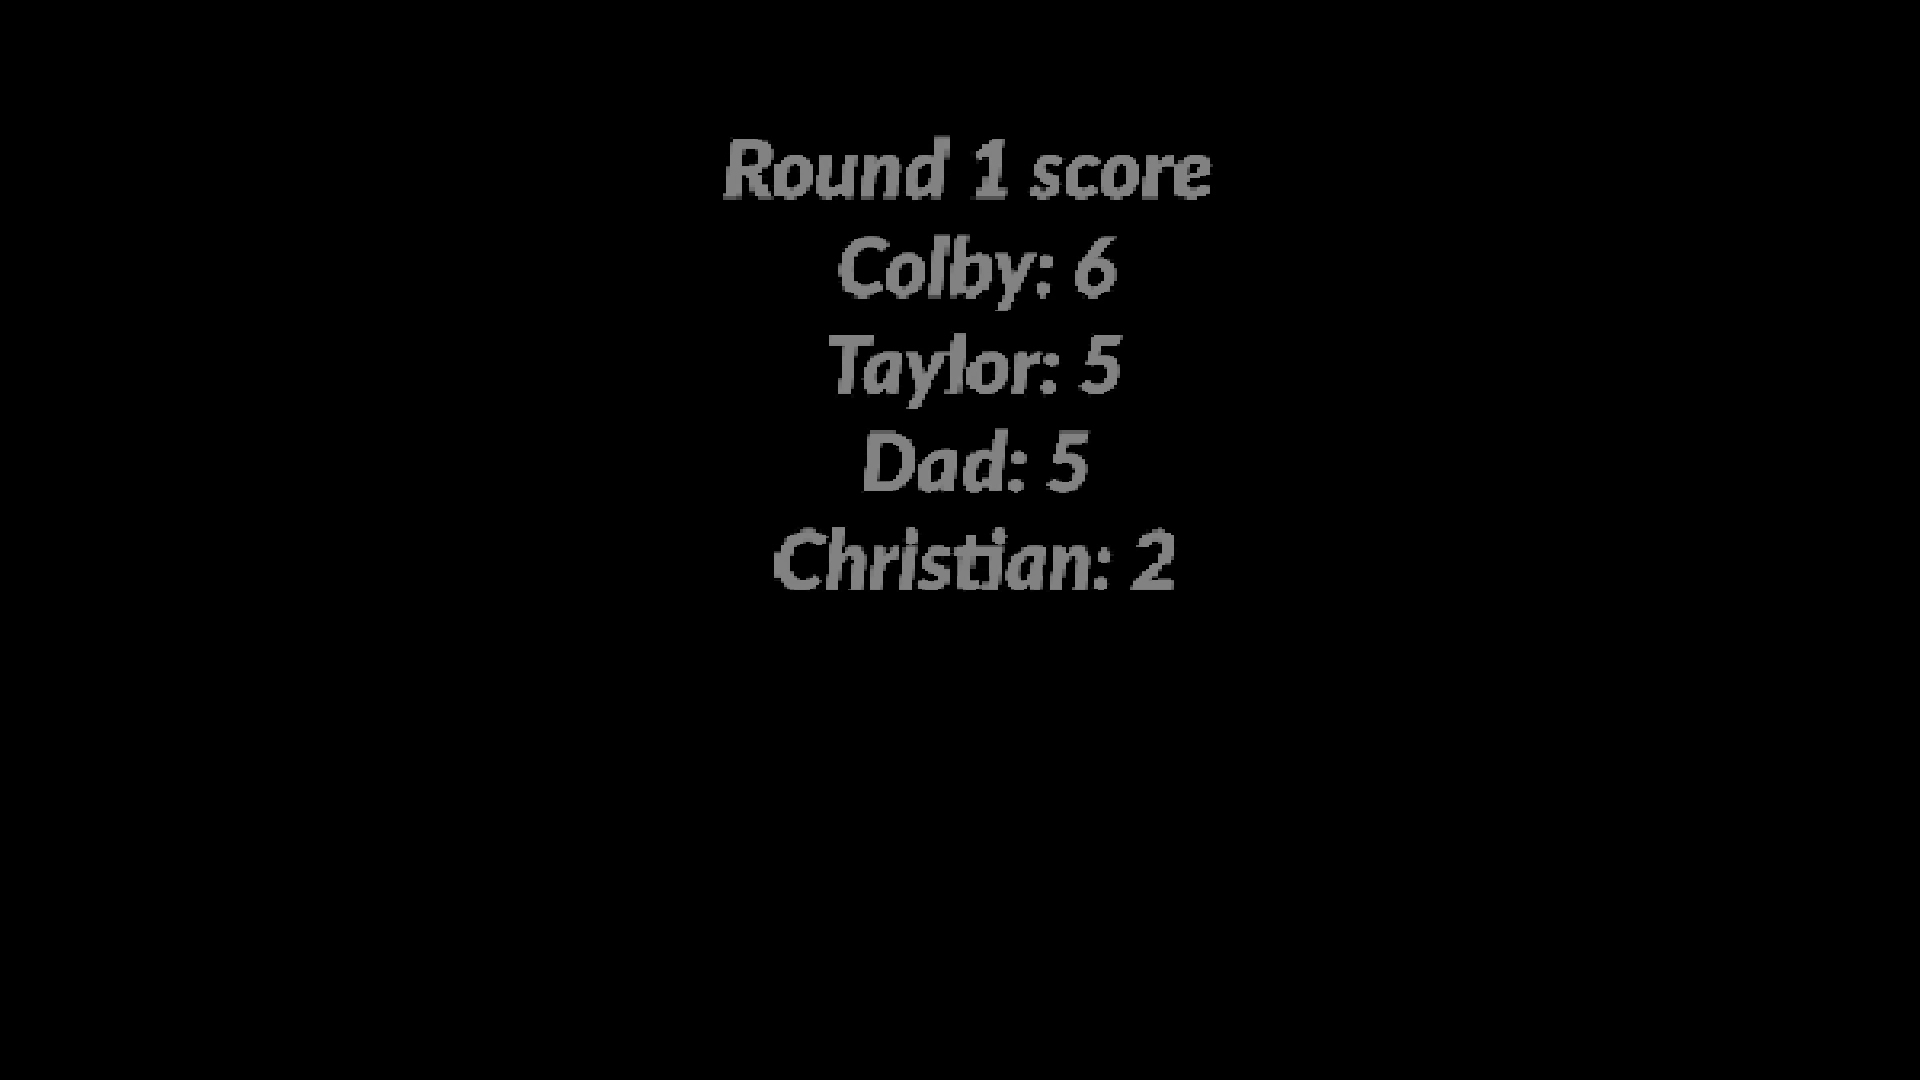 Round 1 score
Colby: 6
Taylor: 5
Dad: 5
Christian: 2